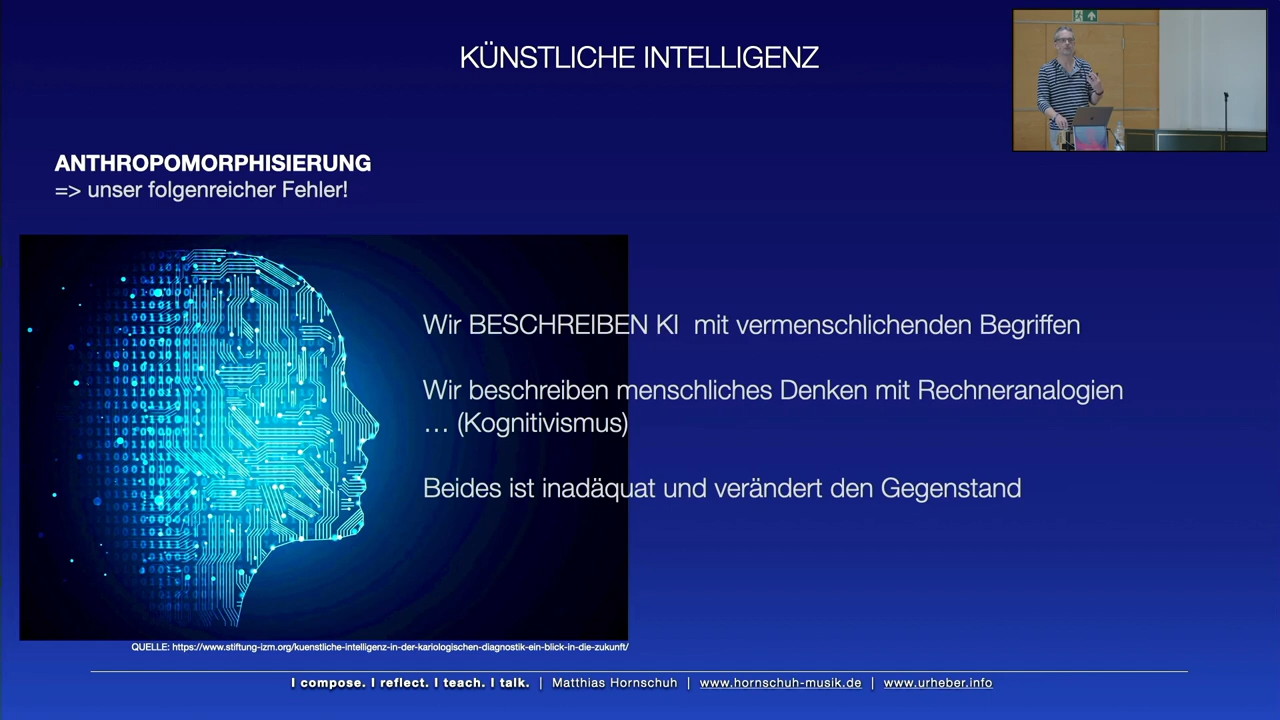 KÜNSTLICHE INTELLIGENZ
ANTHROPOMORPHISIERUNG
=> unser folgenreicher Fehler!
Wir BESCHREIBEN KI mit vermenschlichenden Begriffen
Wir beschreiben menschliches Denken mit Rechneranalogien
… (Kognitivismus)
Beides ist inadäquat und verändert den Gegenstand
QUELLE: https://www.stiftung-izm.org/kuenstliche-intelligenz-in-der-kariologischen-diagnostik-ein-blick-in-die-zukunft/
I compose. I reflect. I teach. I talk. | Matthias Hornschuh | www.hornschuh-musik.de | www.urheber.info